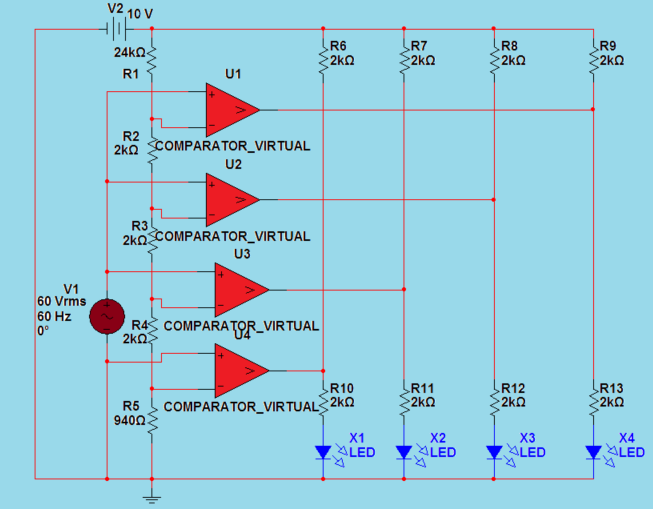 V2 10 V
24kΩ
R1
R6
2kΩ
R7
2kΩ
R8
2kΩ
R9
2kΩ
U1
COMPARATOR_VIRTUAL
R2
2kΩ
U2
COMPARATOR_VIRTUAL
R3
2kΩ
U3
COMPARATOR_VIRTUAL
V1
60 Vrms
60 Hz
0°
R4
2kΩ
U4
COMPARATOR_VIRTUAL
R5
940Ω
R10
2kΩ
R11
2kΩ
R12
2kΩ
R13
2kΩ
X1
LED
X2
LED
X3
LED
X4
LED